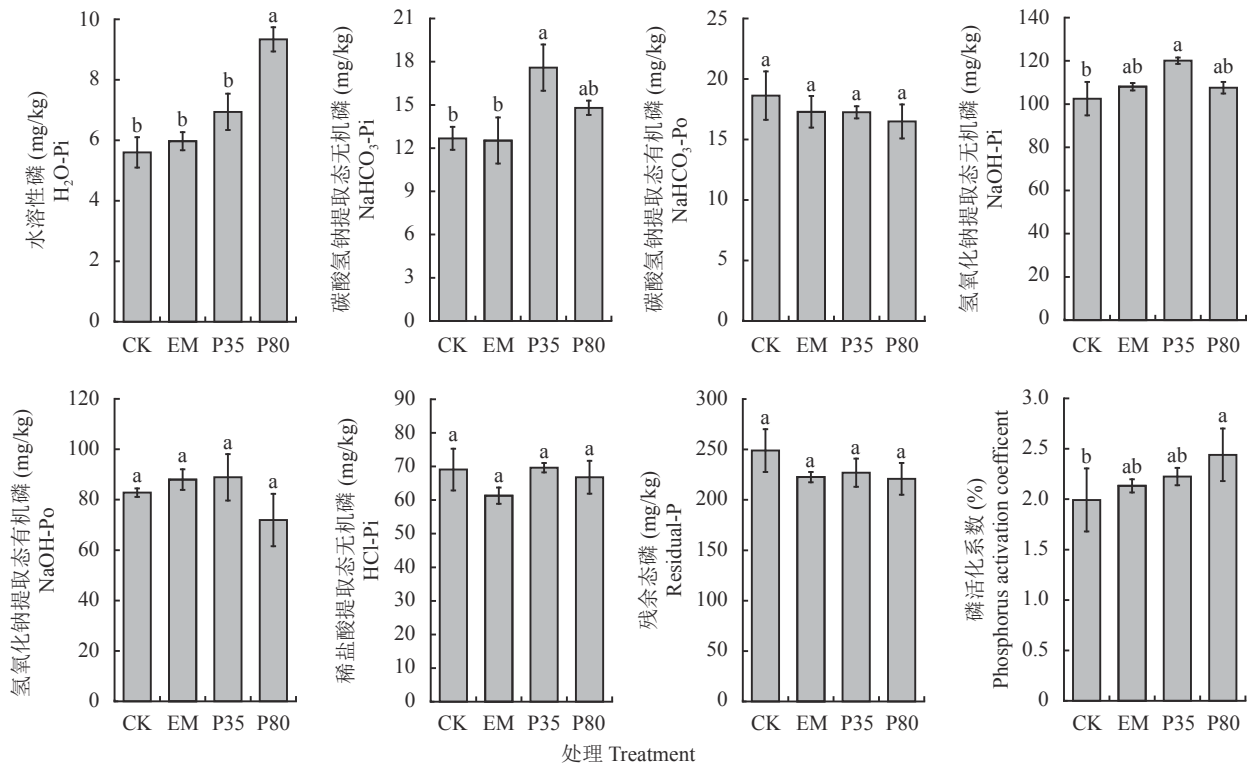 水溶性磷 (mg/kg)
H₂O-Pi
10
8
6
4
2
0
b
b
b
a
CK EM P35 P80
碳酸氢钠提取态无机磷 (mg/kg)
NaHCO₃-Pi
21
18
15
12
9
6
3
0
b
b
a
ab
CK EM P35 P80
碳酸氢钠提取态有机磷 (mg/kg)
NaHCO₃-Po
25
20
15
10
5
0
a
a
a
a
CK EM P35 P80
氢氧化钠提取态无机磷 (mg/kg)
NaOH-Pi
140
120
100
80
60
40
20
0
b
ab
a
ab
CK EM P35 P80
氢氧化钠提取态有机磷 (mg/kg)
NaOH-Po
120
100
80
60
40
20
0
a
a
a
a
CK EM P35 P80
稀盐酸提取态无机磷 (mg/kg)
HCl-Pi
90
80
70
60
50
40
30
20
10
0
a
a
a
a
CK EM P35 P80
残余态磷 (mg/kg)
Residual-P
300
250
200
150
100
50
0
a
a
a
a
CK EM P35 P80
磷活化系数 (%)
Phosphorus activation coefficent
3.0
2.5
2.0
1.5
1.0
0.5
0
b
ab
ab
a
CK EM P35 P80
处理 Treatment